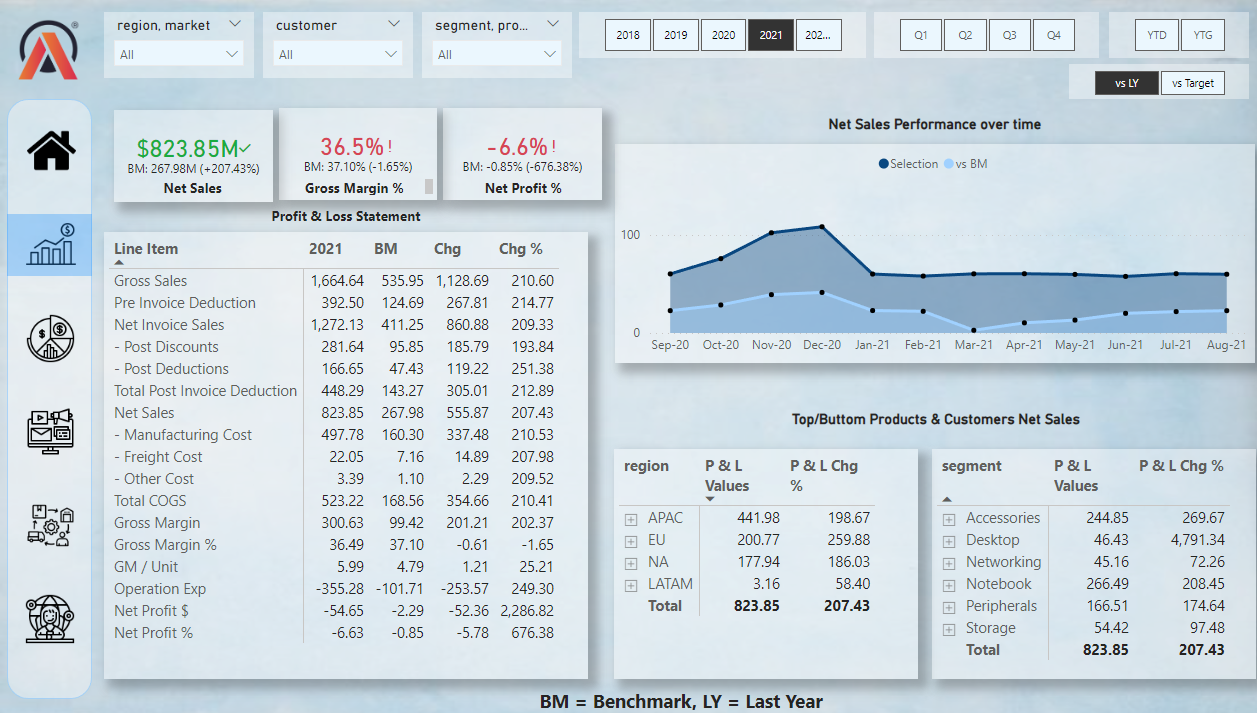 region, market
All
customer
All
segment, pro...
All
2018 2019 2020 2021 202...
Q1 Q2 Q3 Q4
YTD YTG
vs LY vs Target
$823.85M
BM: 267.98M (+207.43%)
Net Sales
36.5%!
BM: 37.10% (-1.65%)
Gross Margin %
-6.6%!
BM: -0.85% (-676.38%)
Net Profit %
Profit & Loss Statement
Line Item 2021 BM Chg Chg %
Gross Sales 1,664.64 535.95 1,128.69 210.60
Pre Invoice Deduction 392.50 124.69 267.81 214.77
Net Invoice Sales 1,272.13 411.25 860.88 209.33
- Post Discounts 281.64 95.85 185.79 193.84
- Post Deductions 166.65 47.43 119.22 251.38
Total Post Invoice Deduction 448.29 143.27 305.01 212.89
Net Sales 823.85 267.98 555.87 207.43
- Manufacturing Cost 497.78 160.30 337.48 210.53
- Freight Cost 22.05 7.16 14.89 207.98
- Other Cost 3.39 1.10 2.29 209.52
Total COGS 523.22 168.56 354.66 210.41
Gross Margin 300.63 99.42 201.21 202.37
Gross Margin % 36.49 37.10 -0.61 -1.65
GM / Unit 5.99 4.79 1.21 25.21
Operation Exp -355.28 -101.71 -253.57 249.30
Net Profit $ -54.65 -2.29 -52.36 2,286.82
Net Profit % -6.63 -0.85 -5.78 676.38
Net Sales Performance over time
Selection vs BM
100
0
Sep-20 Oct-20 Nov-20 Dec-20 Jan-21 Feb-21 Mar-21 Apr-21 May-21 Jun-21 Jul-21 Aug-21
Top/Buttom Products & Customers Net Sales
region P & L Values P & L Chg %
APAC 441.98 198.67
EU 200.77 259.88
NA 177.94 186.03
LATAM 3.16 58.40
Total 823.85 207.43
segment P & L Values P & L Chg %
Accessories 244.85 269.67
Desktop 46.43 4,791.34
Networking 45.16 72.26
Notebook 266.49 208.45
Peripherals 166.51 174.64
Storage 54.42 97.48
Total 823.85 207.43
BM = Benchmark, LY = Last Year